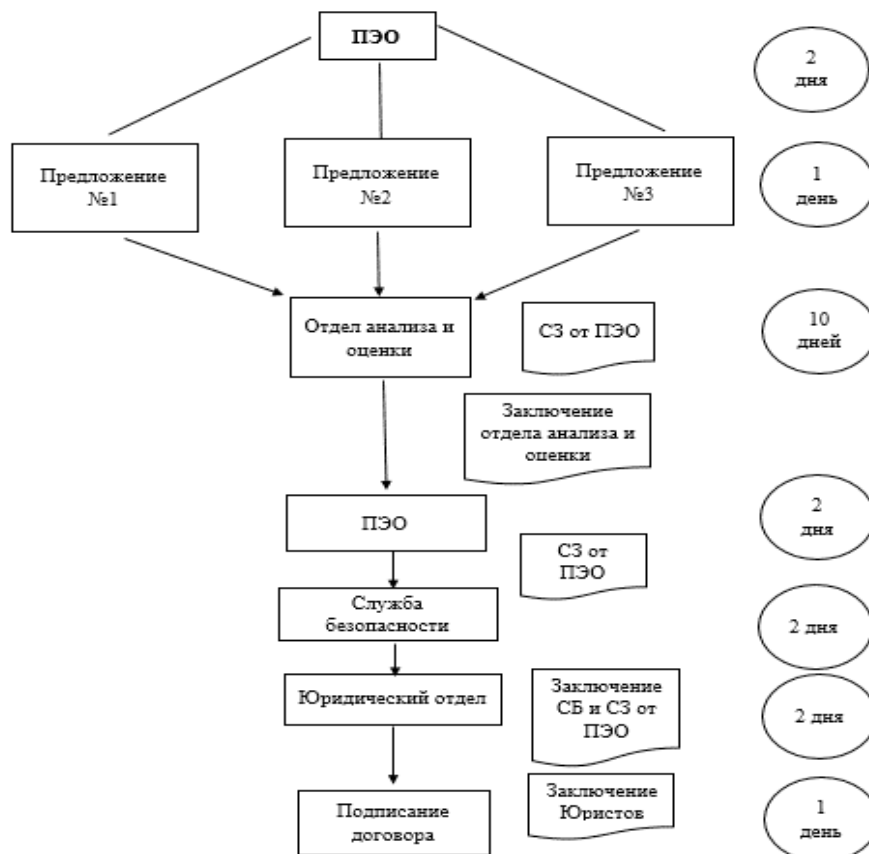 ПЭО
2
дня
Предложение
№1
Предложение
№2
Предложение
№3
1
день
Отдел анализа и
оценки
СЗ от ПЭО
10
дней
Заключение
отдела анализа и
оценки
ПЭО
2
дня
СЗ от
ПЭО
Служба
безопасности
2 дня
Юридический отдел
Заключение
СБ и СЗ от
ПЭО
2 дня
Подписание
договора
Заключение
Юристов
1
день